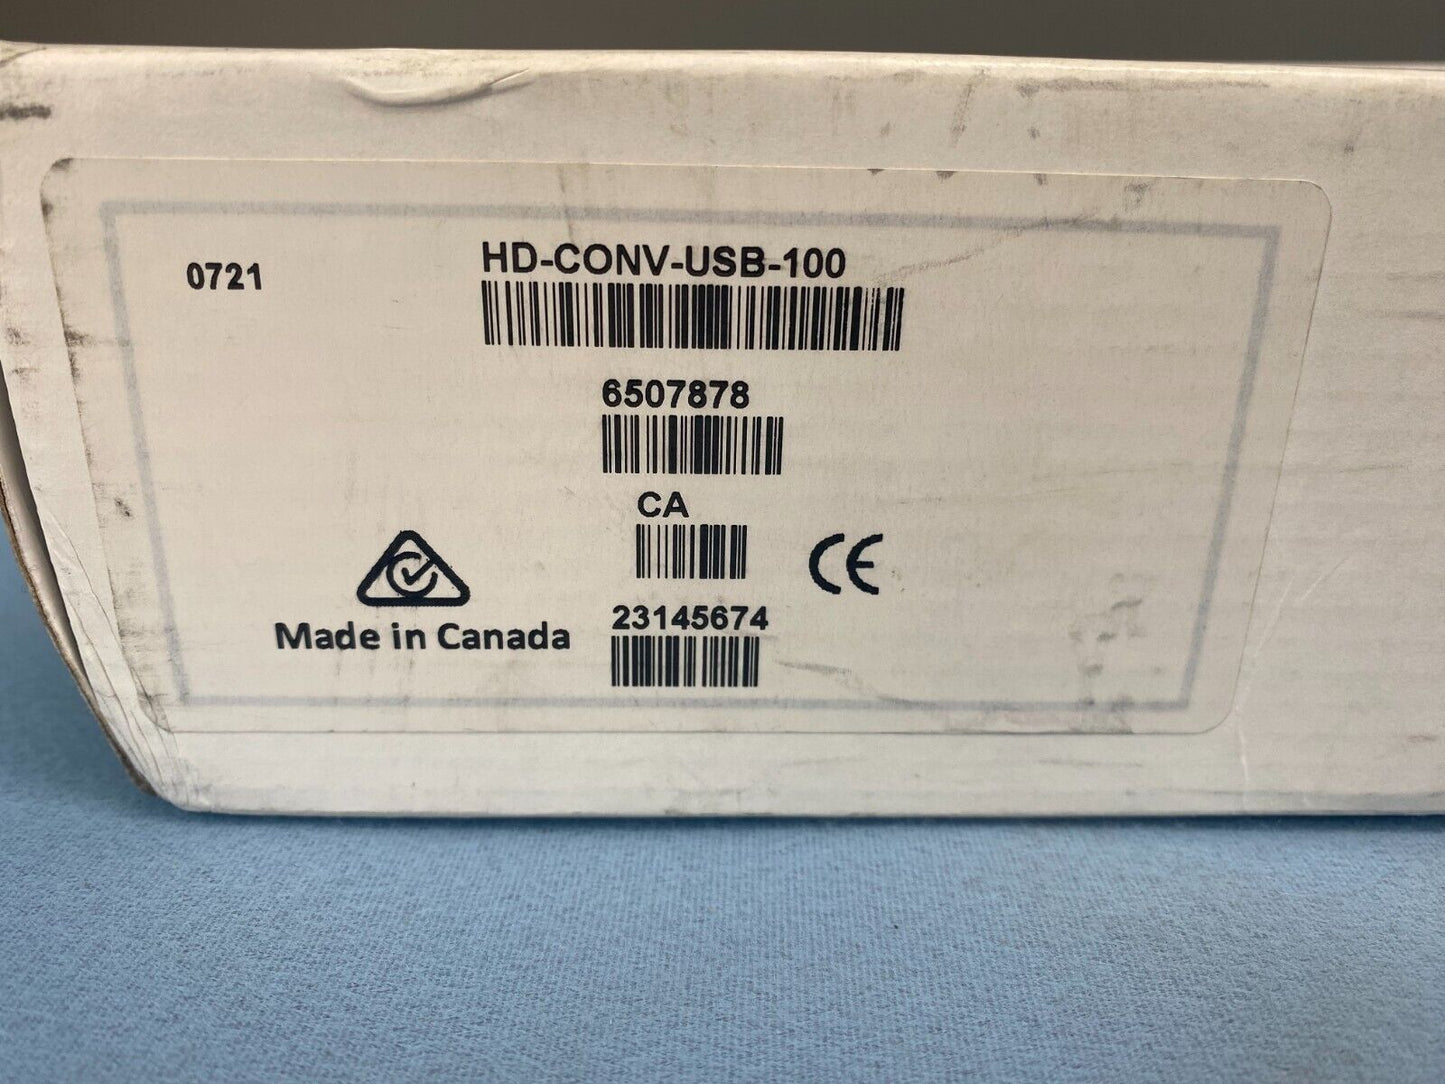 0721
HD-CONV-USB-100
6507878
CA
CE
Made in Canada
23145674